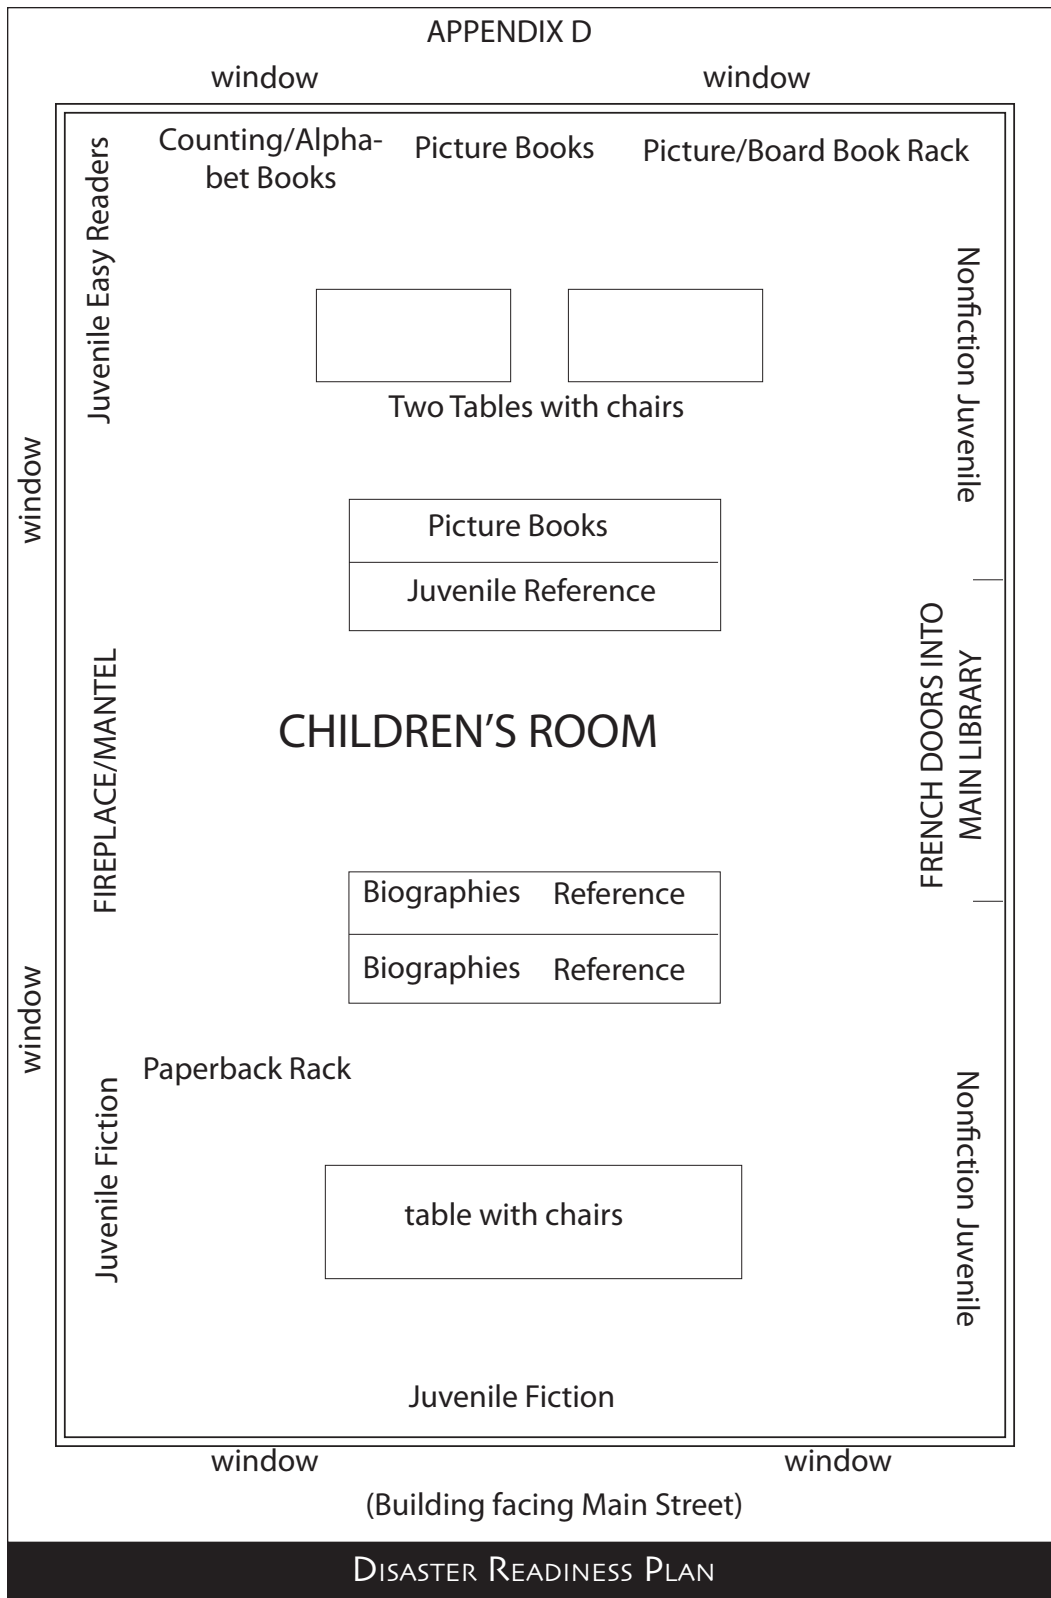 APPENDIX D
window
window
Counting/Alpha-
bet Books
Picture Books
Picture/Board Book Rack
Juvenile Easy Readers
Nonfiction Juvenile
Two Tables with chairs
window
Picture Books
Juvenile Reference
FIREPLACE/MANTEL
CHILDREN'S ROOM
FRENCH DOORS INTO
MAIN LIBRARY
Biographies
Reference
Biographies
Reference
window
Paperback Rack
Juvenile Fiction
Nonfiction Juvenile
table with chairs
Juvenile Fiction
window
window
(Building facing Main Street)
DISASTER READINESS PLAN